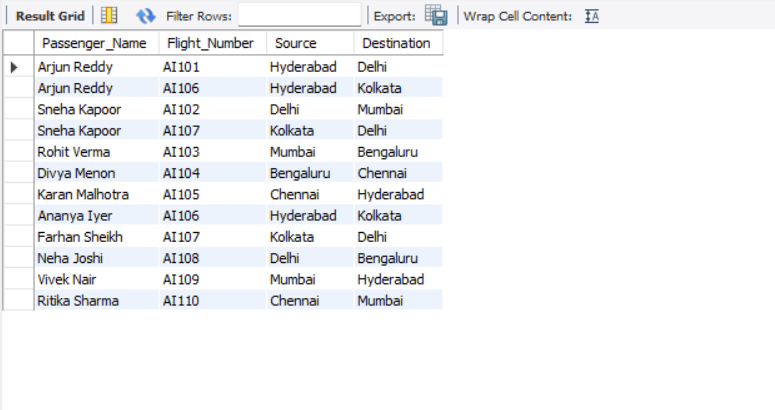 Result Grid Filter Rows: Export: Wrap Cell Content: IA
Passenger_Name Flight_Number Source Destination
Arjun Reddy AI101 Hyderabad Delhi
Arjun Reddy AI106 Hyderabad Kolkata
Sneha Kapoor AI102 Delhi Mumbai
Sneha Kapoor AI107 Kolkata Delhi
Rohit Verma AI103 Mumbai Bengaluru
Divya Menon AI104 Bengaluru Chennai
Karan Malhotra AI105 Chennai Hyderabad
Ananya Iyer AI106 Hyderabad Kolkata
Farhan Sheikh AI107 Kolkata Delhi
Neha Joshi AI108 Delhi Bengaluru
Vivek Nair AI109 Mumbai Hyderabad
Ritika Sharma AI110 Chennai Mumbai